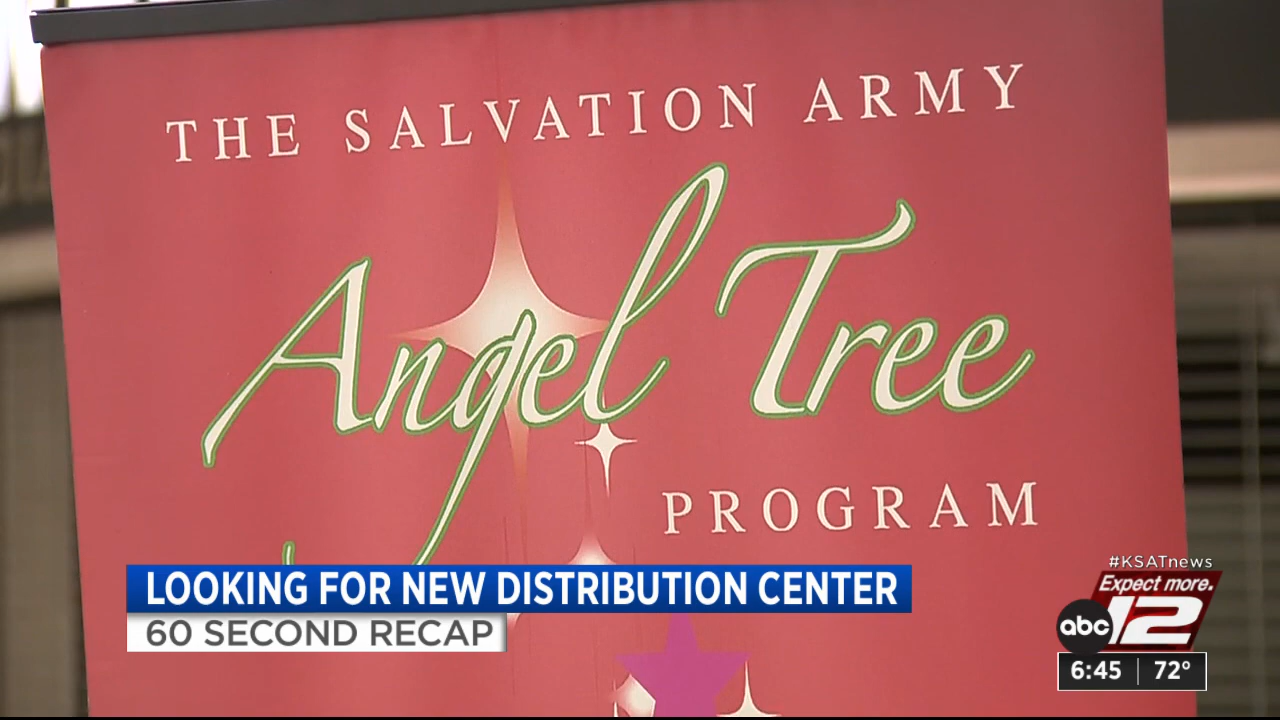 THE SALVATION ARMY
Angel Tree
PROGRAM
LOOKING FOR NEW DISTRIBUTION CENTER
60 SECOND RECAP
#KSATnews
Expect more.
abc 12
6:45 72°